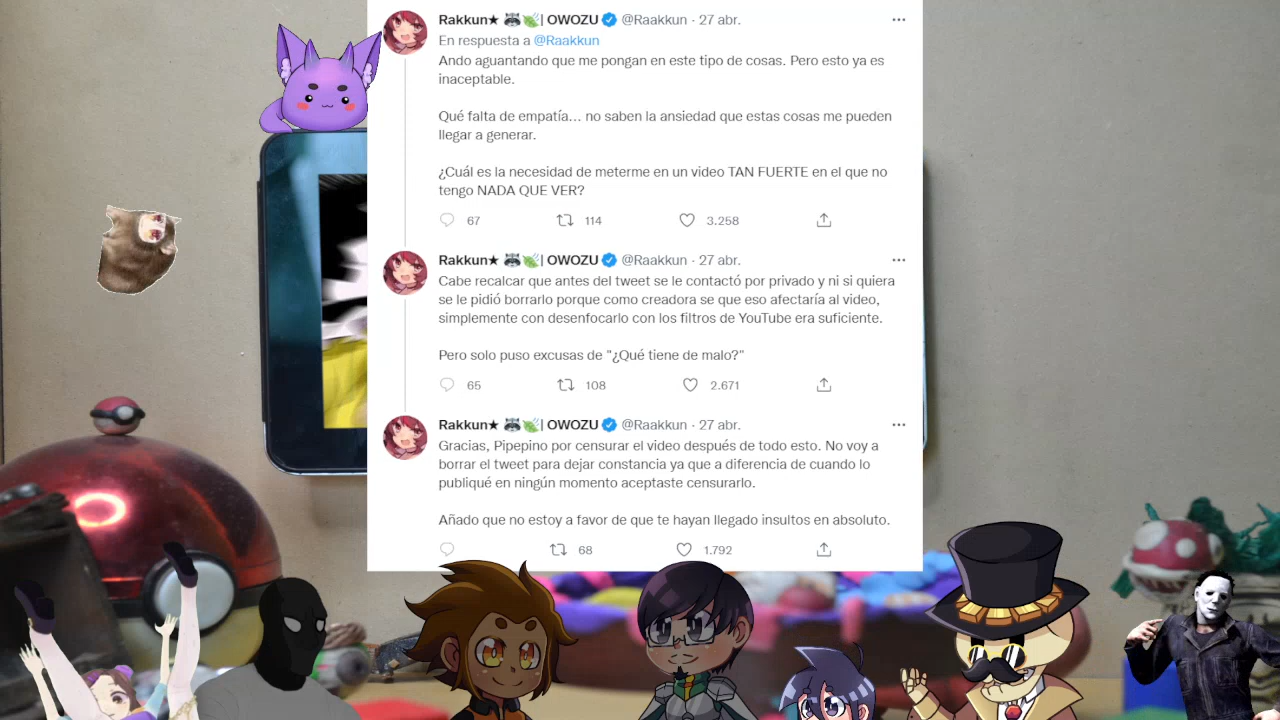 Rakkun★ 🦝🍃| OWOZU @Raakkun · 27 abr.
En respuesta a @Raakkun
Ando aguantando que me pongan en este tipo de cosas. Pero esto ya es
inaceptable.
Qué falta de empatía... no saben la ansiedad que estas cosas me pueden
llegar a generar.
¿Cuál es la necesidad de meterme en un video TAN FUERTE en el que no
tengo NADA QUE VER?
67 114 3.258
Rakkun★ 🦝🍃| OWOZU @Raakkun · 27 abr.
Cabe recalcar que antes del tweet se le contactó por privado y ni si quiera
se le pidió borrarlo porque como creadora se que eso afectaría al video,
simplemente con desenfocarlo con los filtros de YouTube era suficiente.
Pero solo puso excusas de "¿Qué tiene de malo?"
65 108 2.671
Rakkun★ 🦝🍃| OWOZU @Raakkun · 27 abr.
Gracias, Pipepino por censurar el video después de todo esto. No voy a
borrar el tweet para dejar constancia ya que a diferencia de cuando lo
publiqué en ningún momento aceptaste censurarlo.
Añado que no estoy a favor de que te hayan llegado insultos en absoluto.
68 1.792